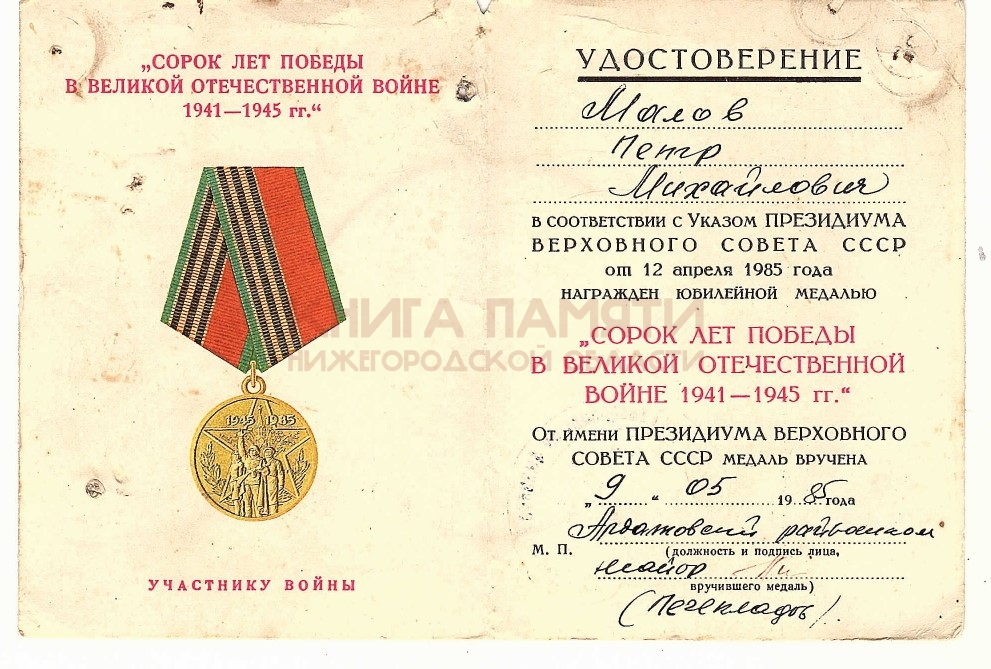 „СОРОК ЛЕТ ПОБЕДЫ
В ВЕЛИКОЙ ОТЕЧЕСТВЕННОЙ ВОЙНЕ
1941—1945 гг.“
1945 1985
УЧАСТНИКУ ВОЙНЫ
УДОСТОВЕРЕНИЕ
Малов
Петр
Михайлович
В СООТВЕТСТВИИ С УКАЗОМ ПРЕЗИДИУМА
ВЕРХОВНОГО СОВЕТА СССР
от 12 апреля 1985 года
НАГРАЖДЕН ЮБИЛЕЙНОЙ МЕДАЛЬЮ
„СОРОК ЛЕТ ПОБЕДЫ
В ВЕЛИКОЙ ОТЕЧЕСТВЕННОЙ
ВОЙНЕ 1941—1945 гг.“
ОТ ИМЕНИ ПРЕЗИДИУМА ВЕРХОВНОГО
СОВЕТА СССР МЕДАЛЬ ВРУЧЕНА
„9“ 05 1985 года
Ардатовский райвоенком
М. П. (должность и подпись лица,
майор
вручившего медаль)
КНИГА ПАМЯТИ
НИЖЕГОРОДСКОЙ ОБЛАСТИ